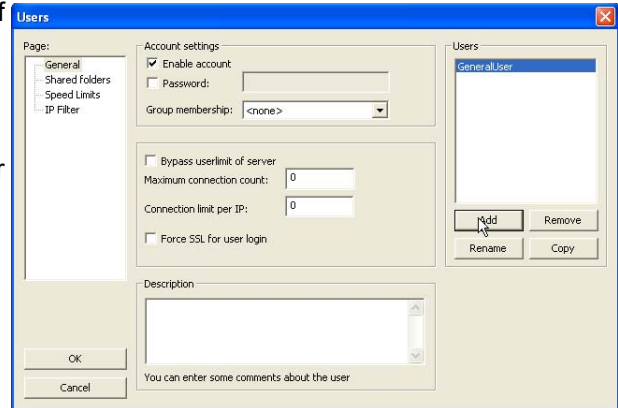 f
Users
Page:
General
Shared folders
Speed Limits
IP Filter
r
OK
Cancel
Account settings
Enable account
Password:
Group membership: <none>
Bypass userlimit of server
Maximum connection count: 0
Connection limit per IP: 0
Force SSL for user login
Description
You can enter some comments about the user
Users
GeneralUser
Add Remove
Rename Copy